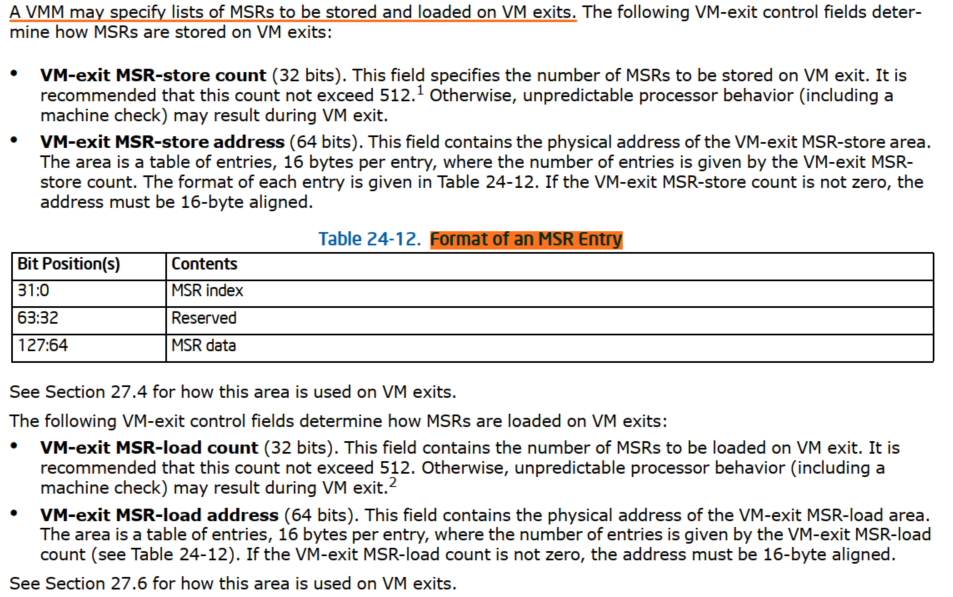 A VMM may specify lists of MSRs to be stored and loaded on VM exits. The following VM-exit control fields deter-
mine how MSRs are stored on VM exits:
• VM-exit MSR-store count (32 bits). This field specifies the number of MSRs to be stored on VM exit. It is
recommended that this count not exceed 512.1 Otherwise, unpredictable processor behavior (including a
machine check) may result during VM exit.
• VM-exit MSR-store address (64 bits). This field contains the physical address of the VM-exit MSR-store area.
The area is a table of entries, 16 bytes per entry, where the number of entries is given by the VM-exit MSR-
store count. The format of each entry is given in Table 24-12. If the VM-exit MSR-store count is not zero, the
address must be 16-byte aligned.
Table 24-12. Format of an MSR Entry
Bit Position(s) Contents
31:0 MSR index
63:32 Reserved
127:64 MSR data
See Section 27.4 for how this area is used on VM exits.
The following VM-exit control fields determine how MSRs are loaded on VM exits:
• VM-exit MSR-load count (32 bits). This field contains the number of MSRs to be loaded on VM exit. It is
recommended that this count not exceed 512. Otherwise, unpredictable processor behavior (including a
machine check) may result during VM exit.2
• VM-exit MSR-load address (64 bits). This field contains the physical address of the VM-exit MSR-load area.
The area is a table of entries, 16 bytes per entry, where the number of entries is given by the VM-exit MSR-load
count (see Table 24-12). If the VM-exit MSR-load count is not zero, the address must be 16-byte aligned.
See Section 27.6 for how this area is used on VM exits.